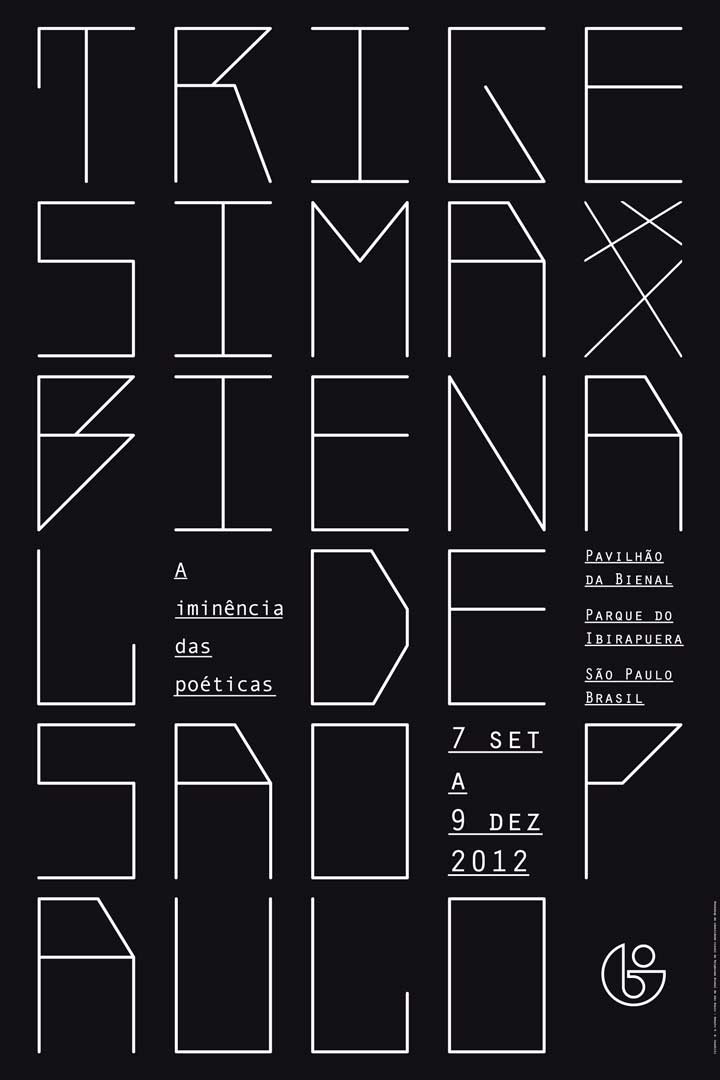 TRIGE
SIMA
BIENA
L
A
iminência
das
poéticas
DE
PAVILHÃO
DA BIENAL
PARQUE DO
IBIRAPUERA
SÃO PAULO
BRASIL
SAO
7 SET
A
9 DEZ
2012
P
AULO